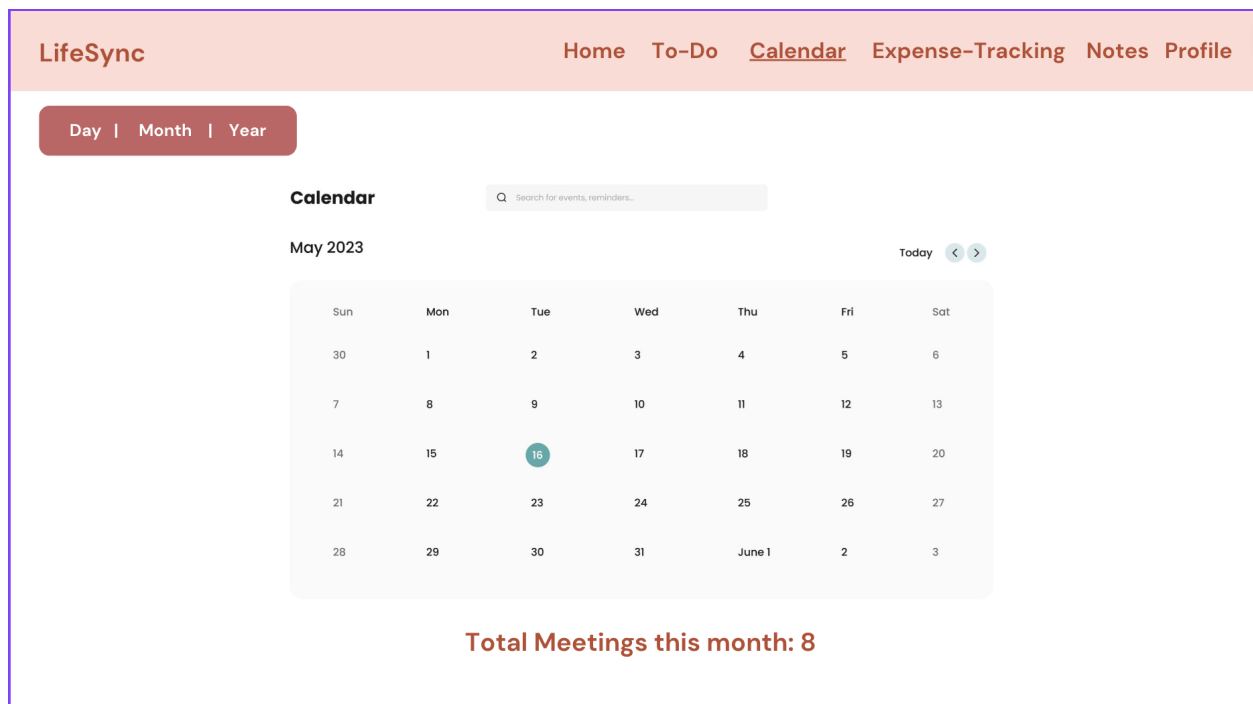 LifeSync Home To-Do Calendar Expense-Tracking Notes Profile
Day | Month | Year
Calendar Search for events, reminders...
May 2023 Today < >
Sun Mon Tue Wed Thu Fri Sat
30 1 2 3 4 5 6
7 8 9 10 11 12 13
14 15 16 17 18 19 20
21 22 23 24 25 26 27
28 29 30 31 June 1 2 3
Total Meetings this month: 8